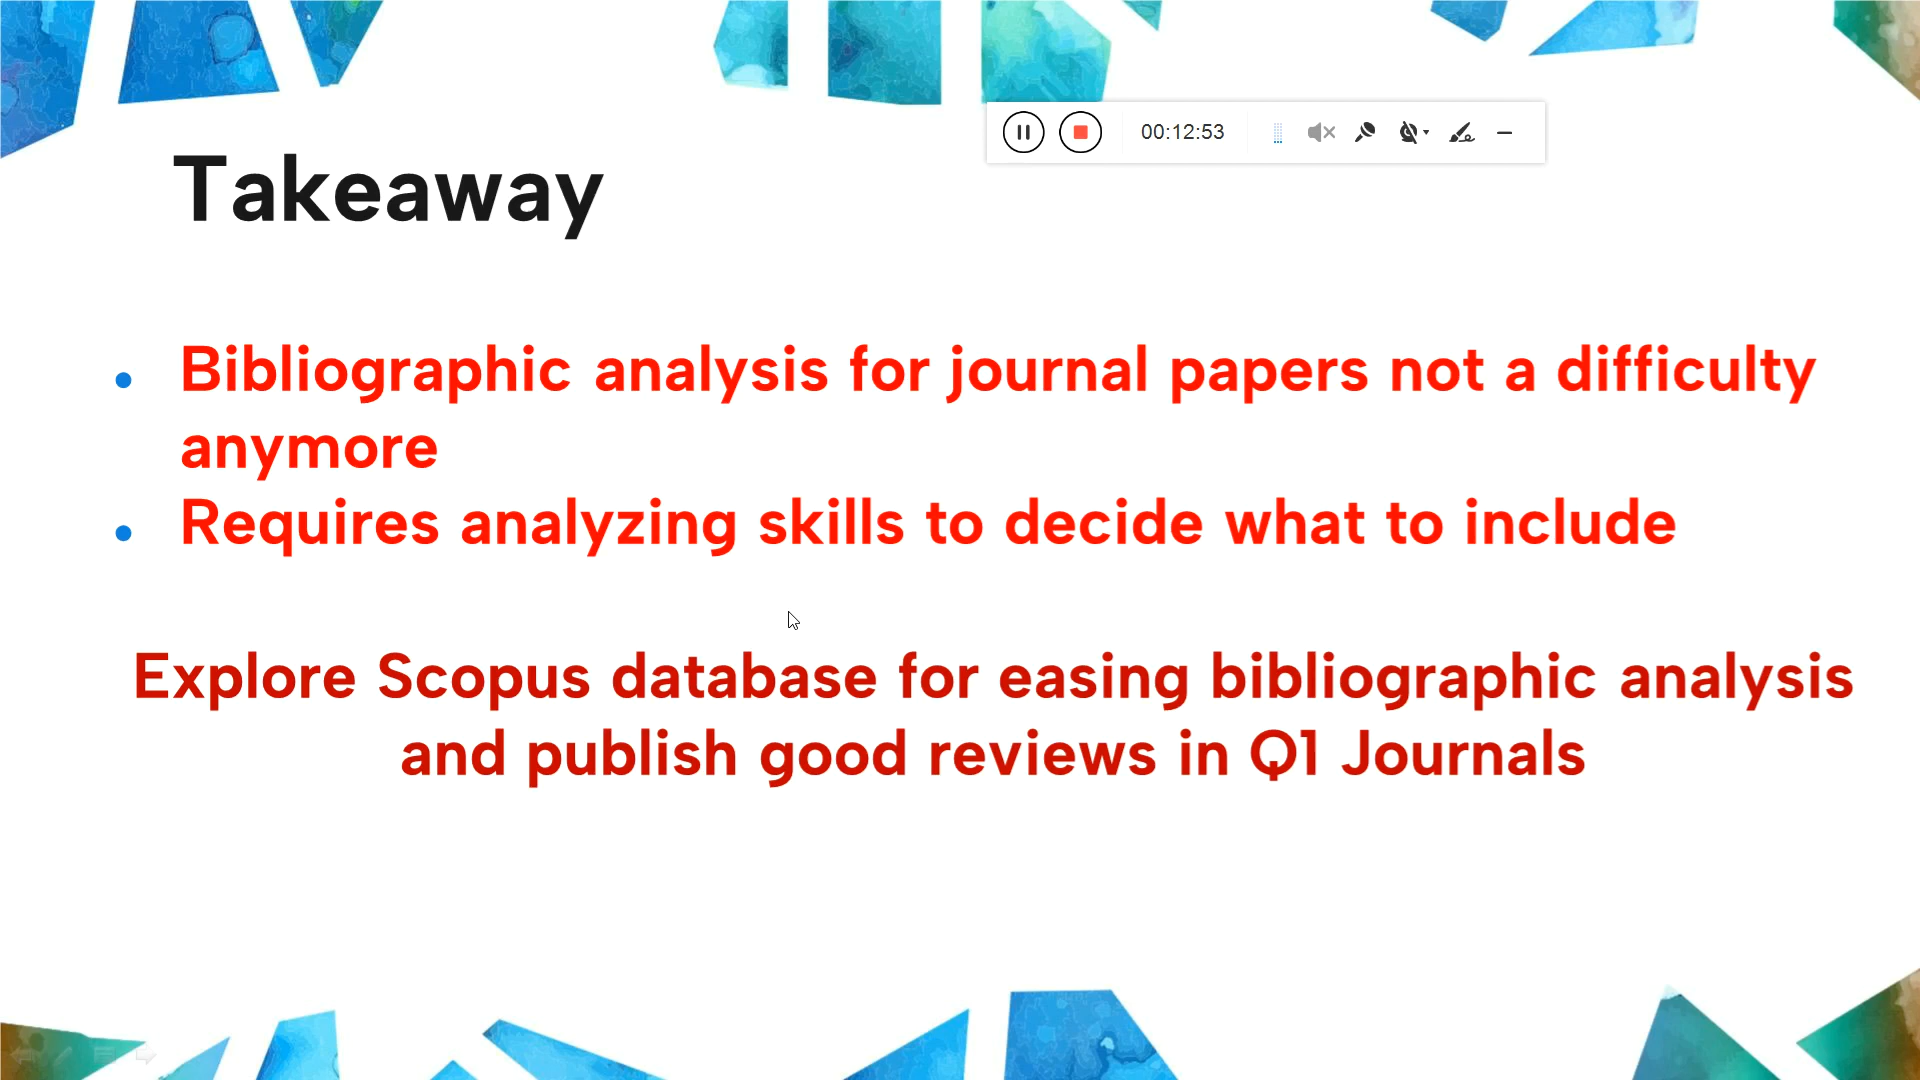 00:12:53
Takeaway
Bibliographic analysis for journal papers not a difficulty
anymore
Requires analyzing skills to decide what to include
Explore Scopus database for easing bibliographic analysis
and publish good reviews in Q1 Journals